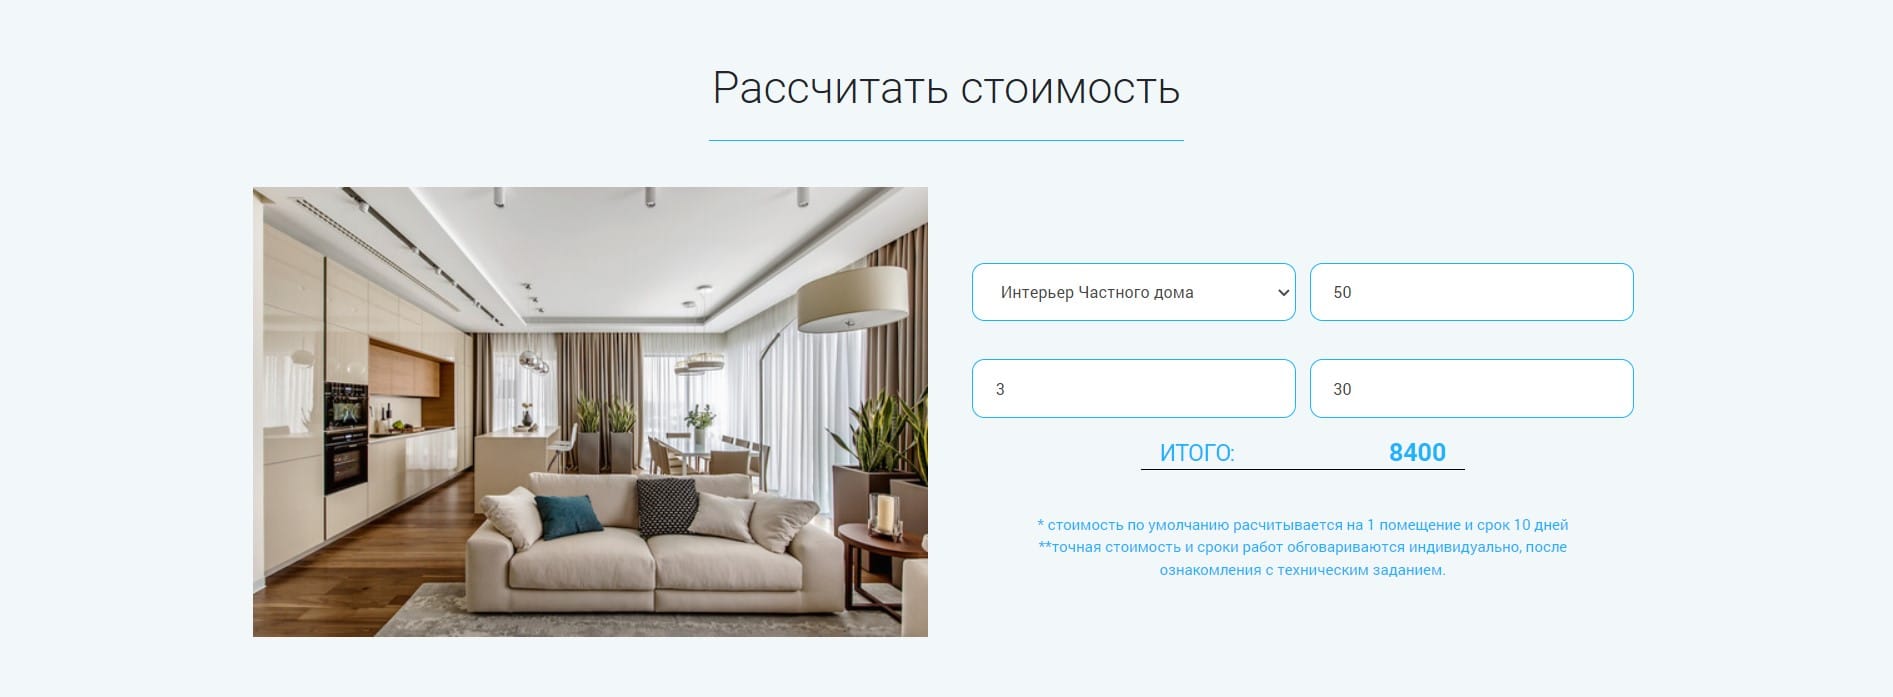 Рассчитать стоимость
Интерьер Частного дома
50
3
30
ИТОГО: 8400
* стоимость по умолчанию расчитывается на 1 помещение и срок 10 дней
**точная стоимость и сроки работ обговариваются индивидуально, после
ознакомления с техническим заданием.